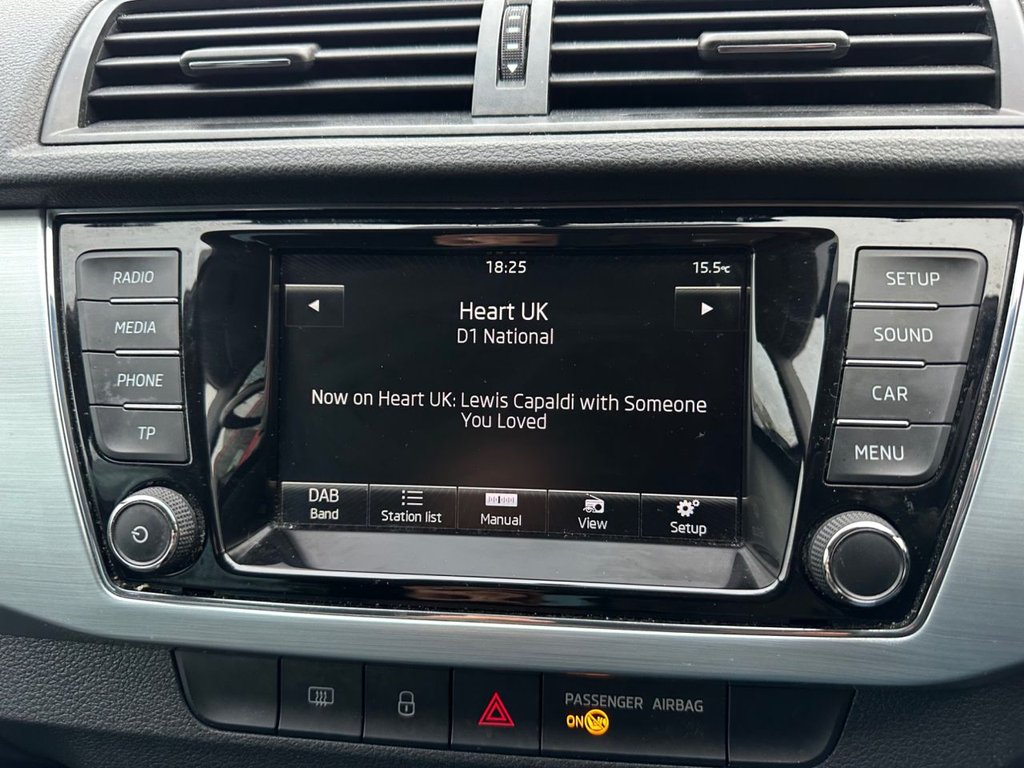 RADIO
MEDIA
PHONE
TP
18:25
15.5°C
Heart UK
D1 National
Now on Heart UK: Lewis Capaldi with Someone
You Loved
DAB
Band
Station list
Manual
View
Setup
SETUP
SOUND
CAR
MENU
PASSENGER AIRBAG
ON